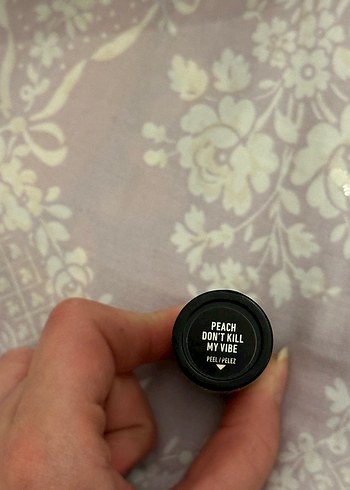 PEACH
DON'T KILL
MY VIBE
PEEL / PELEZ